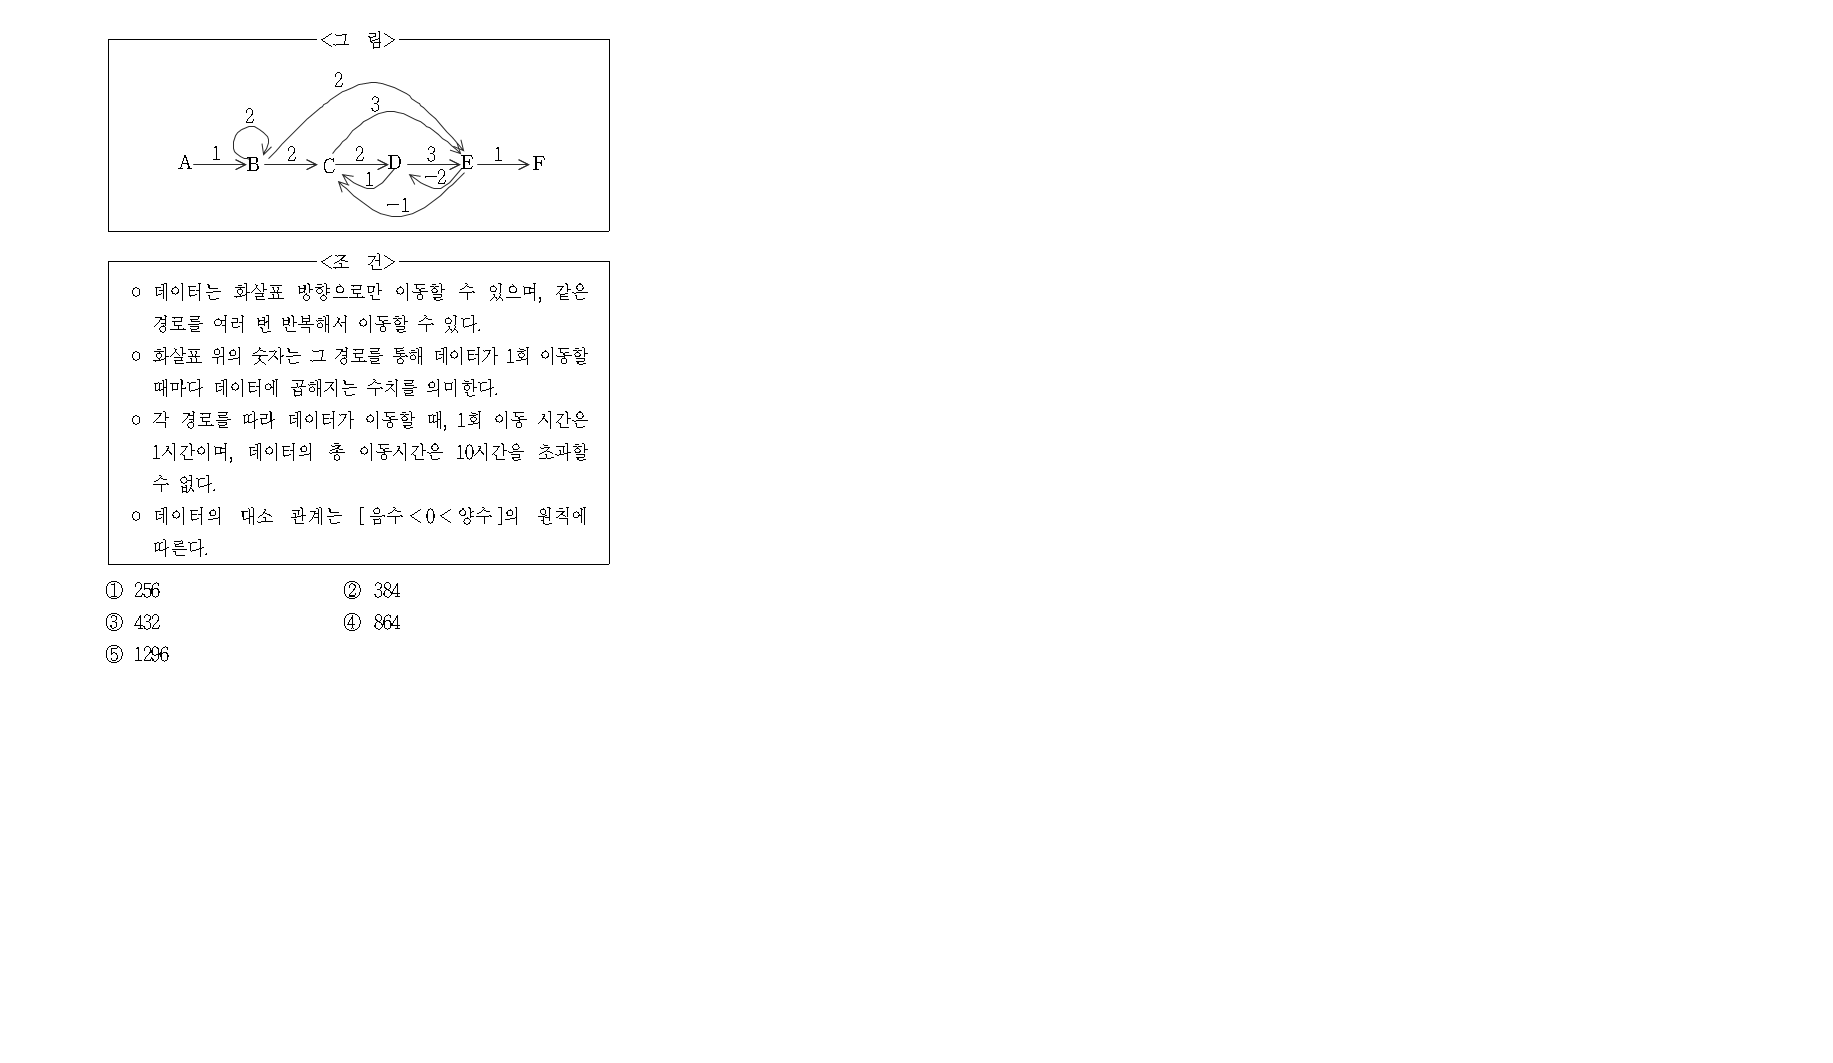 <그 림>
2
3
2
A 1 B 2 C 2 D 3 E 1 F
1 -2
-1
<조 건>
ㅇ 데이터는 화살표 방향으로만 이동할 수 있으며, 같은
경로를 여러 번 반복해서 이동할 수 있다.
ㅇ 화살표 위의 숫자는 그 경로를 통해 데이터가 1회 이동할
때마다 데이터에 곱해지는 수치를 의미한다.
ㅇ 각 경로를 따라 데이터가 이동할 때, 1회 이동 시간은
1시간이며, 데이터의 총 이동시간은 10시간을 초과할
수 없다.
ㅇ 데이터의 대소 관계는 [음수<0<양수]의 원칙에
따른다.
① 256 ② 384
③ 432 ④ 864
⑤ 1296